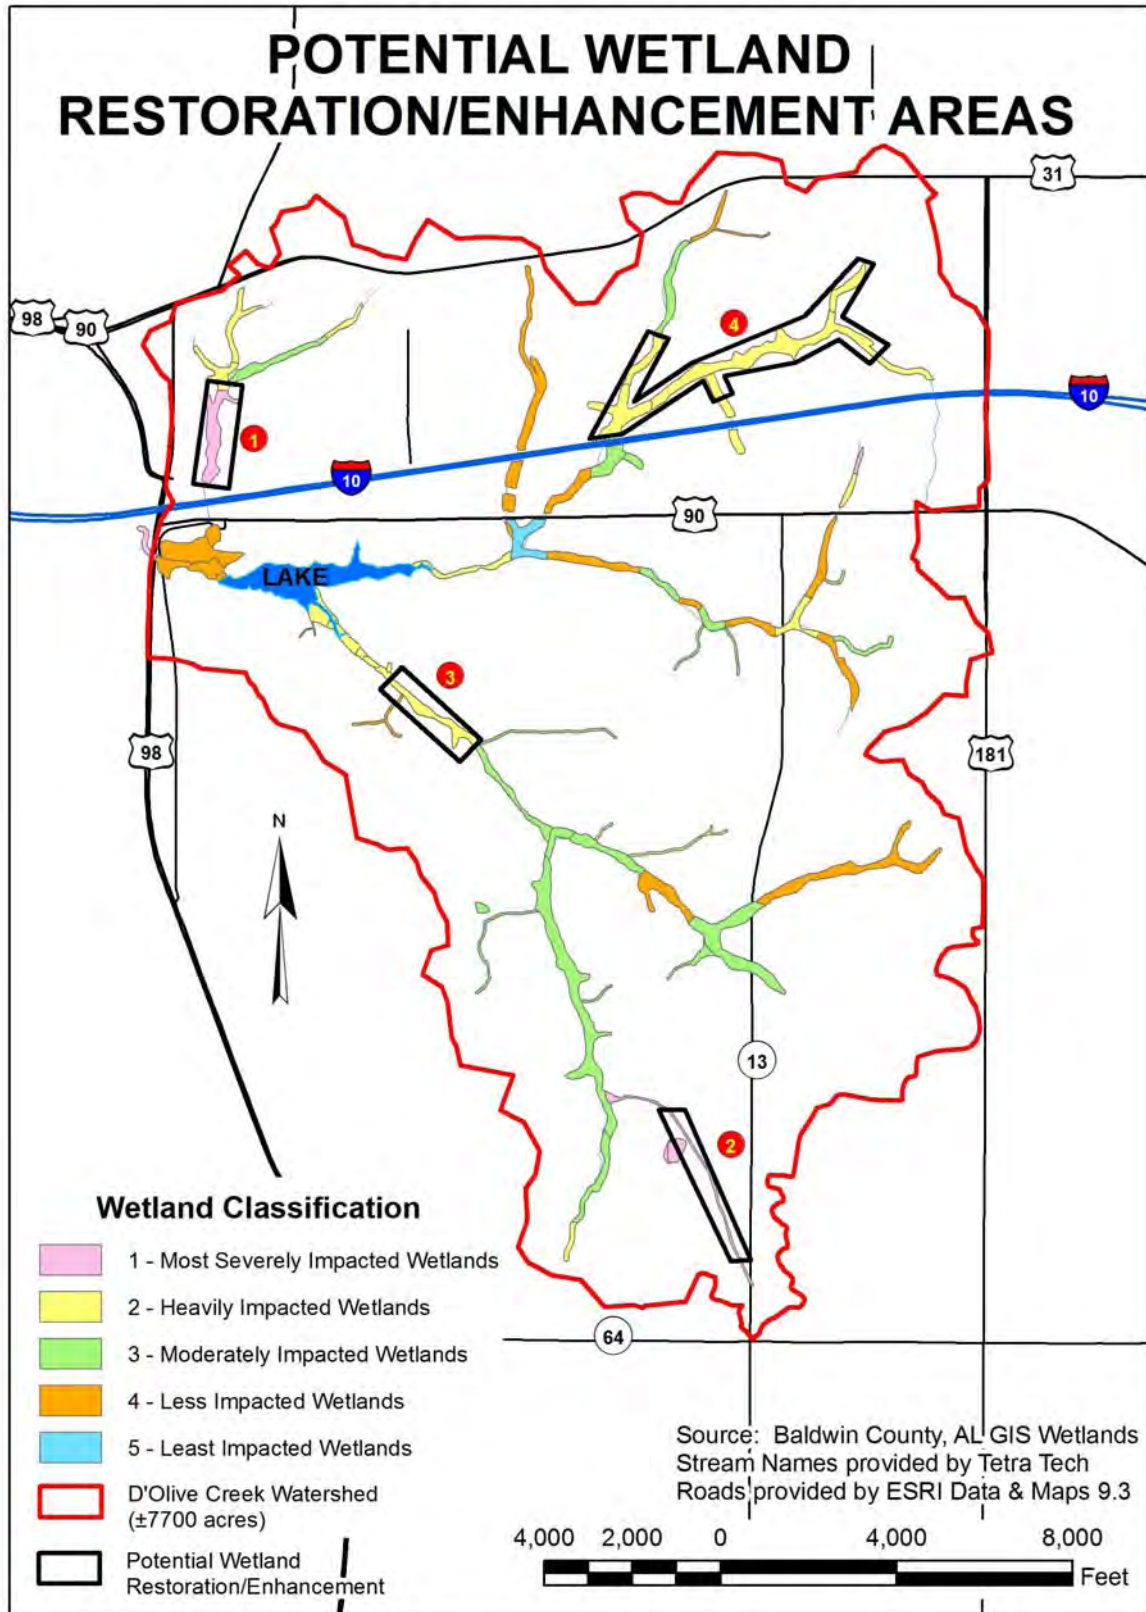 POTENTIAL WETLAND
RESTORATION/ENHANCEMENT AREAS
31
98
90
4
10
1
10
90
LAKE
3
98
181
N
13
2
Wetland Classification
1 - Most Severely Impacted Wetlands
2 - Heavily Impacted Wetlands
3 - Moderately Impacted Wetlands
4 - Less Impacted Wetlands
5 - Least Impacted Wetlands
D'Olive Creek Watershed
(±7700 acres)
Potential Wetland
Restoration/Enhancement
64
Source: Baldwin County, AL GIS Wetlands
Stream Names provided by Tetra Tech
Roads provided by ESRI Data & Maps 9.3
4,000 2,000 0 4,000 8,000
Feet